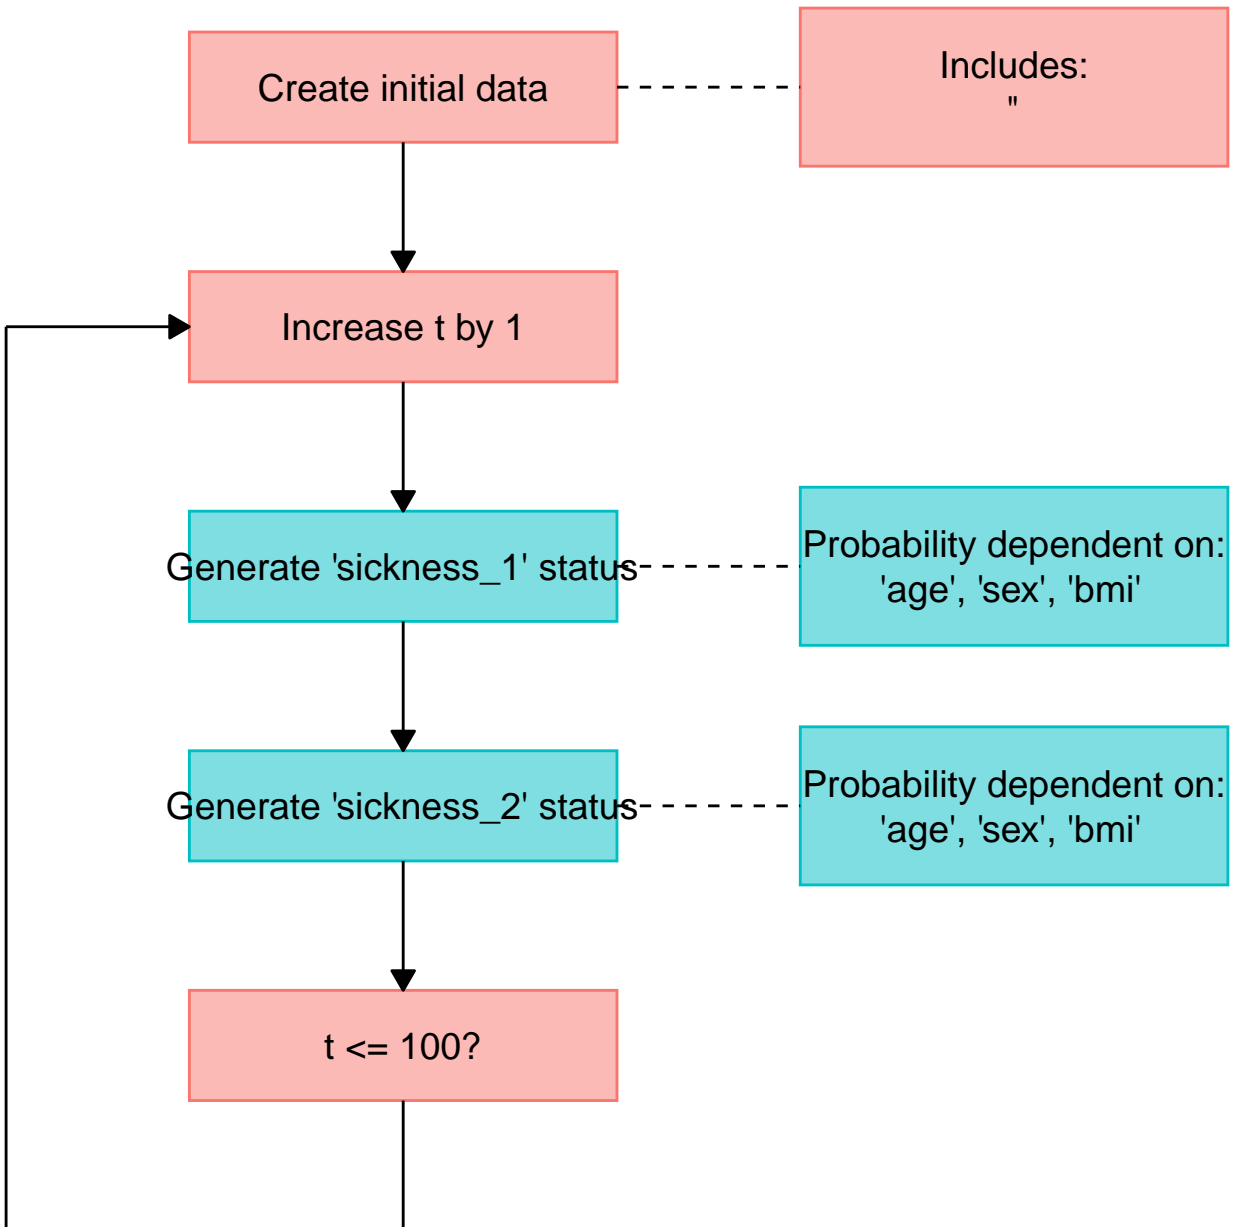 Create initial data
Includes:
''
Increase t by 1
Generate 'sickness_1' status
Probability dependent on:
'age', 'sex', 'bmi'
Generate 'sickness_2' status
Probability dependent on:
'age', 'sex', 'bmi'
t <= 100?